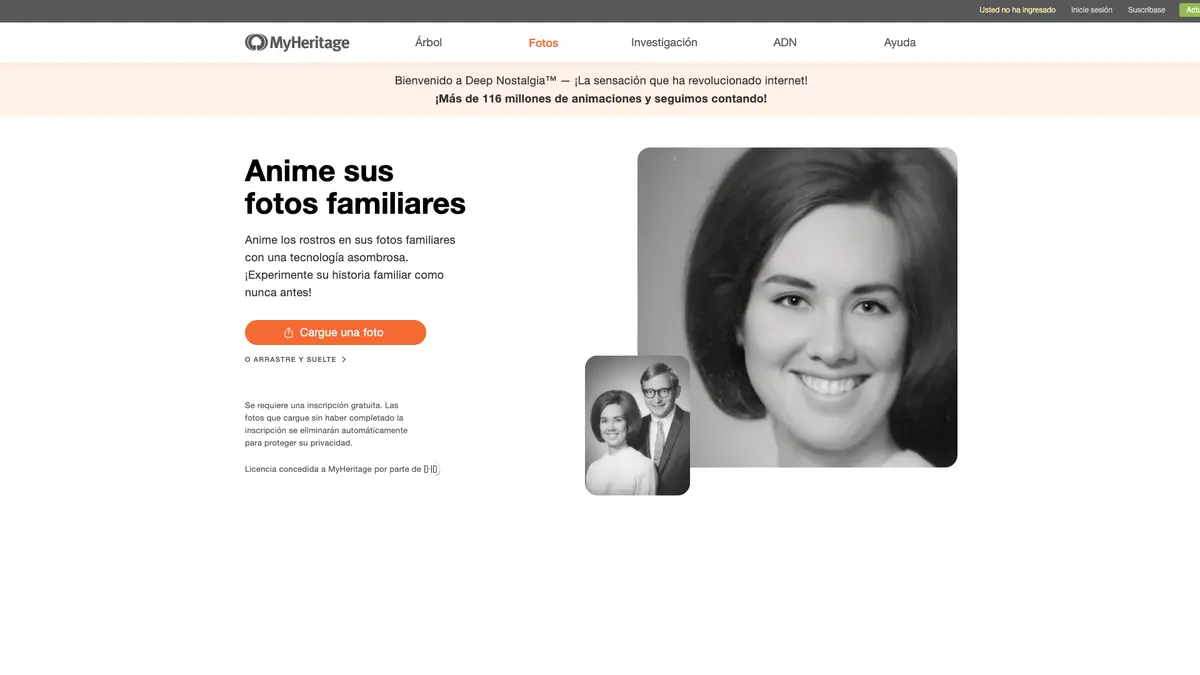 Usted no ha ingresado Inicie sesión Suscríbase
MyHeritage Árbol Fotos Investigación ADN Ayuda
Bienvenido a Deep Nostalgia™ — ¡La sensación que ha revolucionado internet!
¡Más de 116 millones de animaciones y seguimos contando!
Anime sus
fotos familiares
Anime los rostros en sus fotos familiares
con una tecnología asombrosa.
¡Experimente su historia familiar como
nunca antes!
Cargue una foto
O ARRASTRE Y SUELTE
Se requiere una inscripción gratuita. Las
fotos que cargue sin haber completado la
inscripción se eliminarán automáticamente
para proteger su privacidad.
Licencia concedida a MyHeritage por parte de D-ID